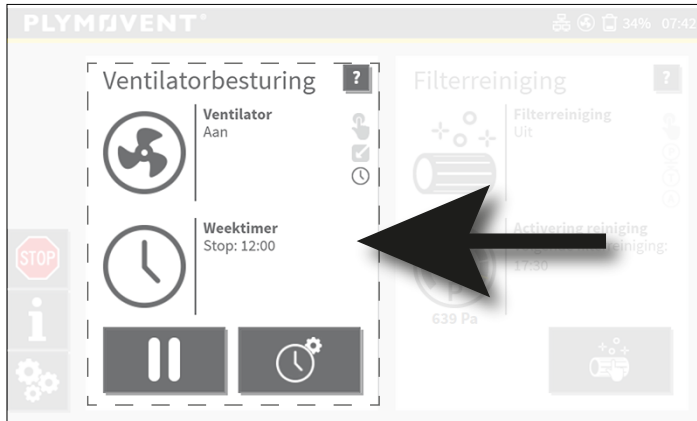 PLYMOVENT®
34% 07:42
Ventilatorbesturing ?
Ventilator
Aan
Weektimer
Stop: 12:00
Filterreiniging ?
Filterreiniging
Uit
Activering reiniging
reiniging:
17:30
639 Pa
STOP